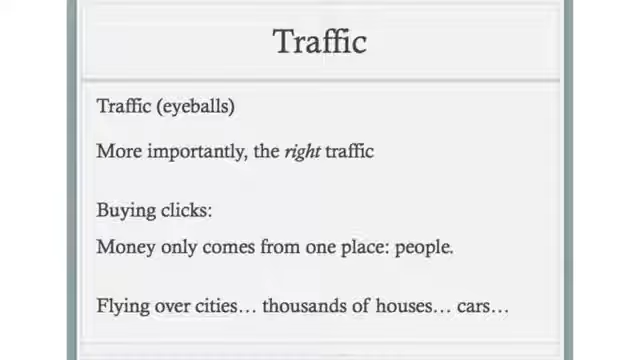 Traffic
Traffic (eyeballs)
More importantly, the right traffic
Buying clicks:
Money only comes from one place: people.
Flying over cities… thousands of houses… cars…